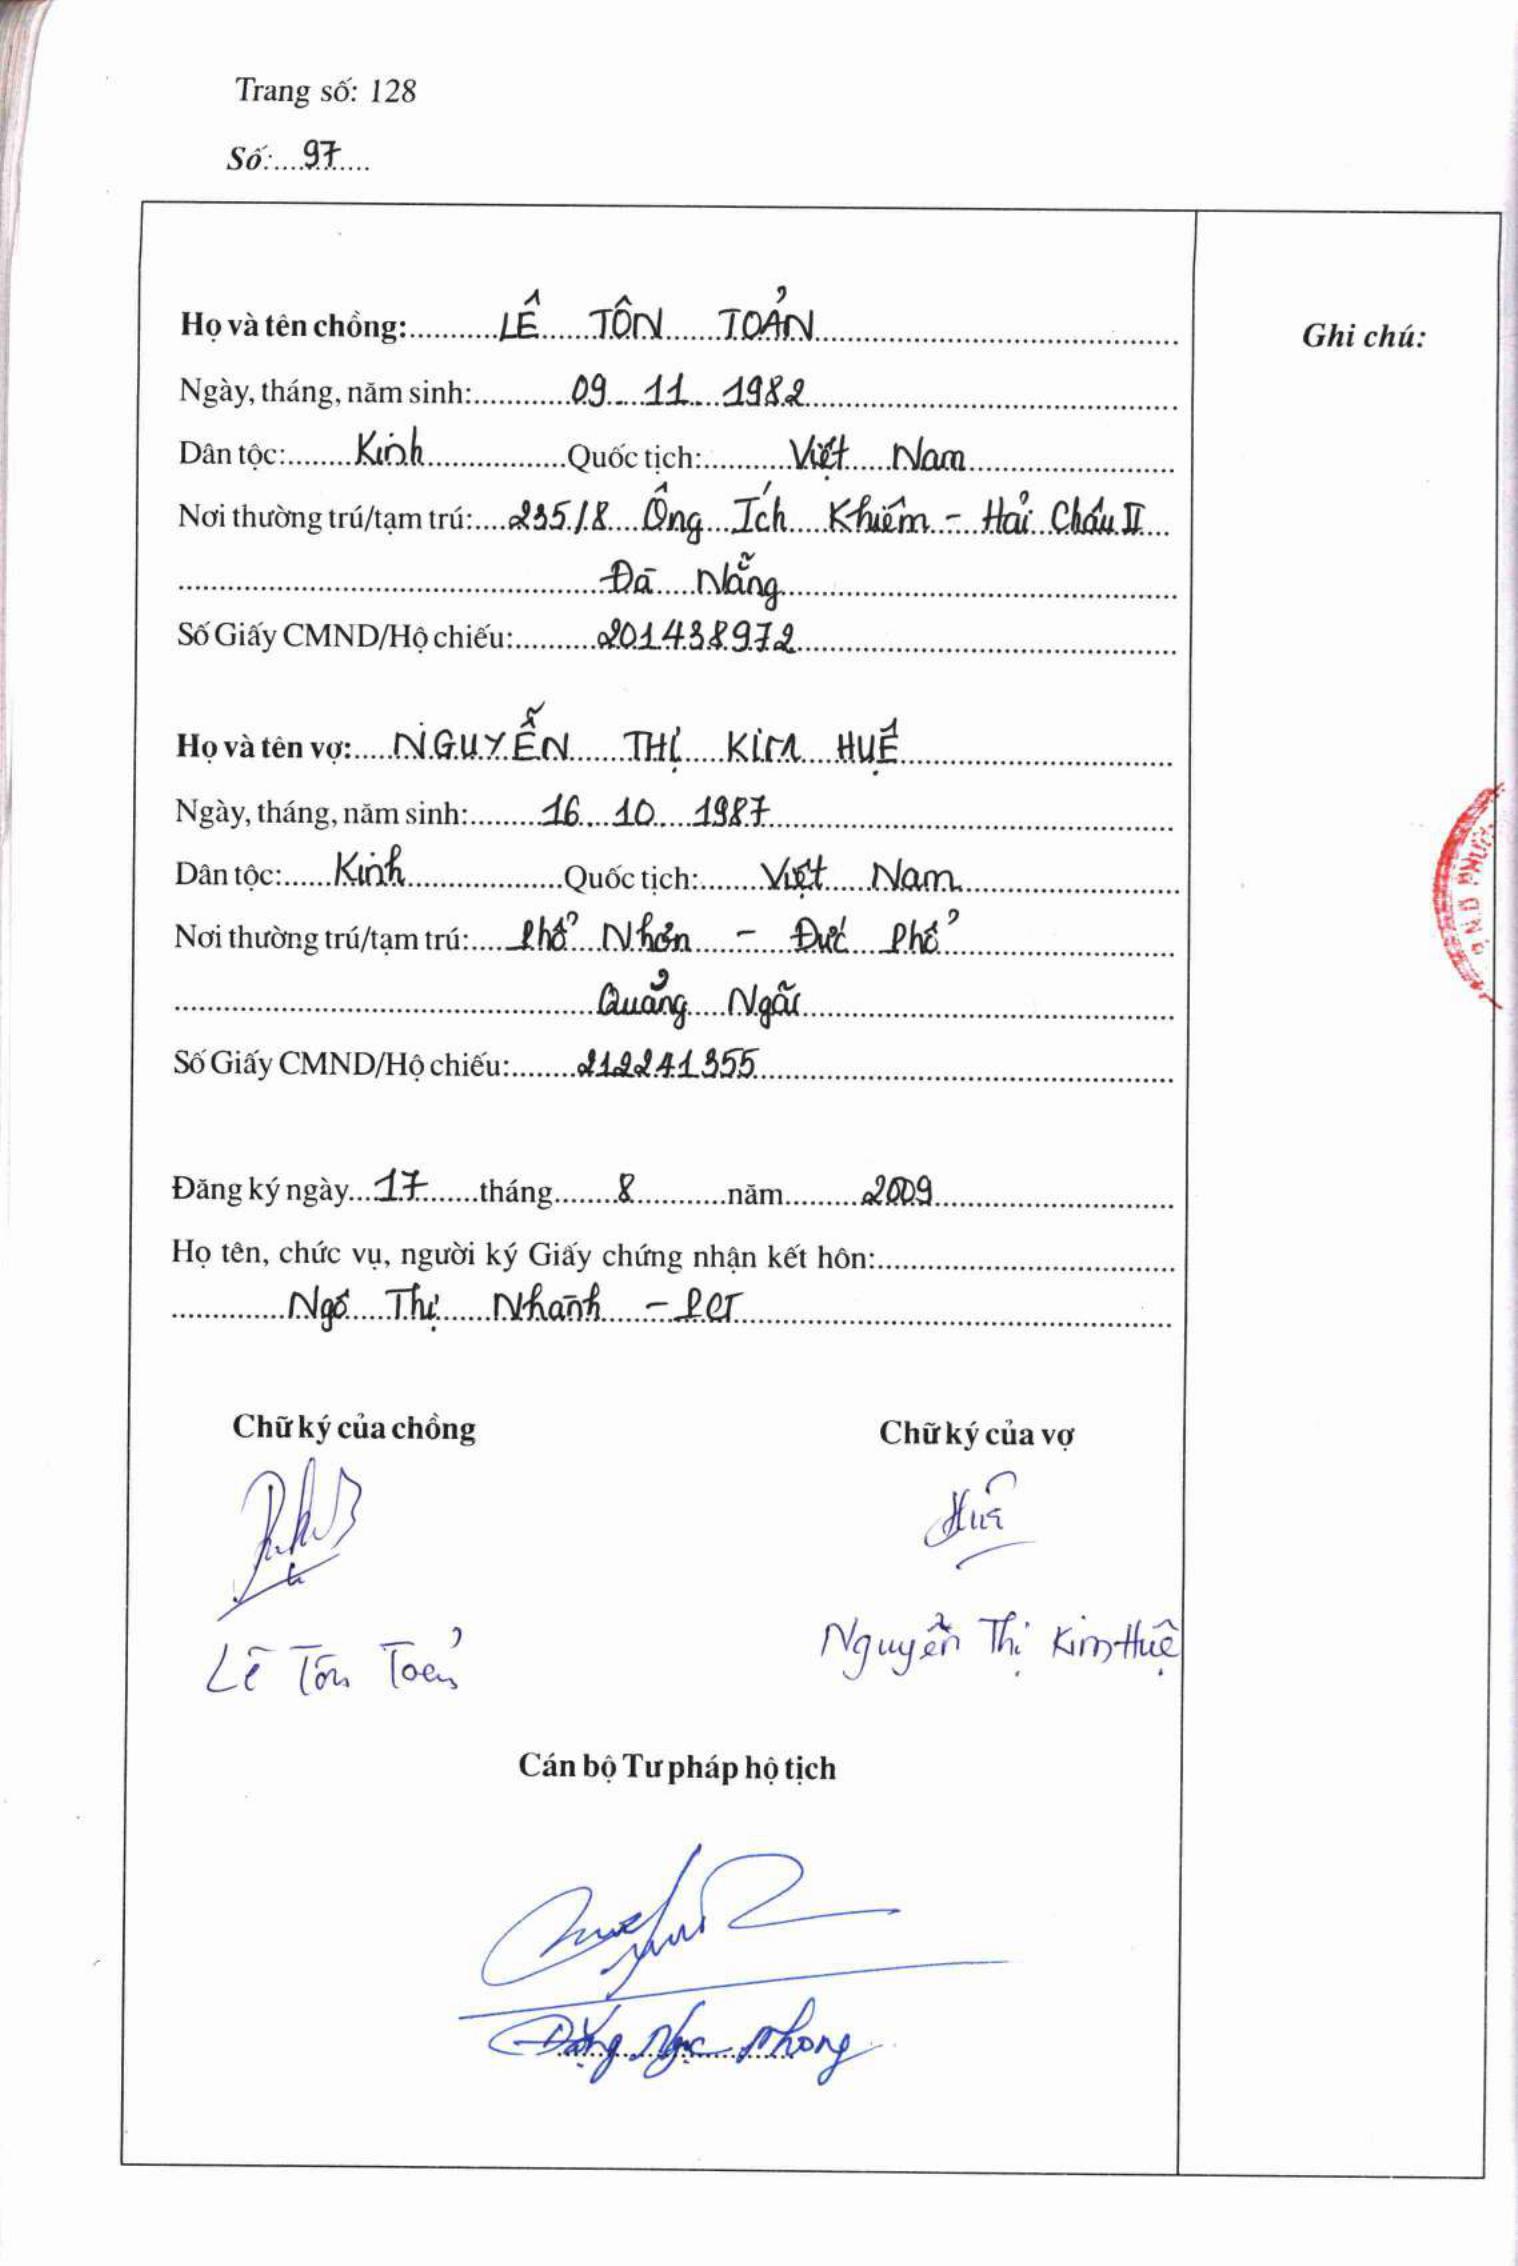 Trang số: 128
Số: 97
Họ và tên chồng: LÊ TÔN TOẢN
Ghi chú:
Ngày, tháng, năm sinh: 09 11 1982
Dân tộc: Kinh Quốc tịch: Việt Nam
Nơi thường trú/tạm trú: 235/8 Ông Ích Khiêm - Hải Châu II
Đà Nẵng
Số Giấy CMND/Hộ chiếu: 201438972
Họ và tên vợ: NGUYỄN THỊ KIM HUỆ
Ngày, tháng, năm sinh: 16 10 1987
Dân tộc: Kinh Quốc tịch: Việt Nam
Nơi thường trú/tạm trú: Phổ Nhơn - Đức Phổ
Quảng Ngãi
Số Giấy CMND/Hộ chiếu: 212241355
Đăng ký ngày 17 tháng 8 năm 2009
Họ tên, chức vụ, người ký Giấy chứng nhận kết hôn:
Ngô Thị Nhành - PCT
Chữ ký của chồng Chữ ký của vợ
Huệ
Lê Tôn Toản Nguyễn Thị Kim Huệ
Cán bộ Tư pháp hộ tịch
Đặng Ngọc Phong